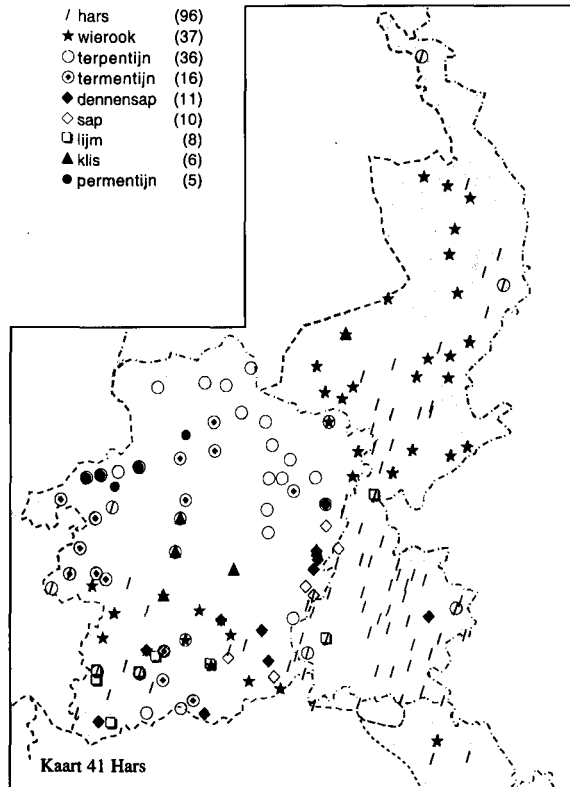 hars (96)
wierook (37)
terpentijn (36)
termentijn (16)
dennensap (11)
sap (10)
lijm (8)
klis (6)
permentijn (5)
Kaart 41 Hars